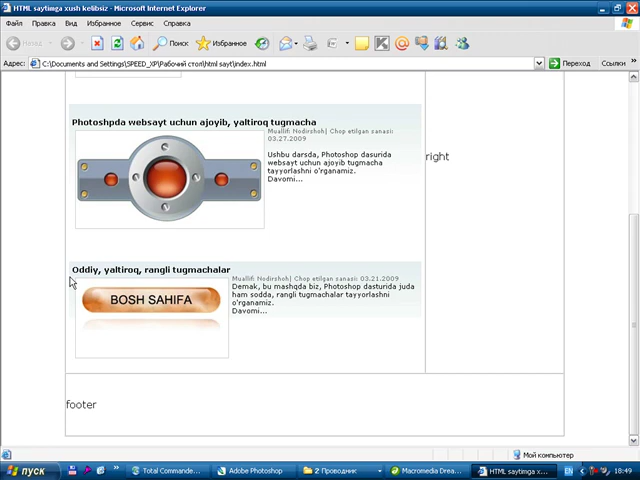 HTML saytimga xush kelibsiz - Microsoft Internet Explorer
Файл Правка Вид Избранное Сервис Справка
Назад Поиск Избранное
Адрес: C:\Documents and Settings\SPEED_XP\Рабочий стол\html sayt\index.html Переход Ссылки »
Photoshpda websayt uchun ajoyib, yaltiroq tugmacha
Muallif: Nodirshoh| Chop etilgan sanasi:
03.27.2009
Ushbu darsda, Photoshop dasurida
websayt uchun ajoyib tugmacha
tayyorlashni o'rganamiz.
Davomi...
right
Oddiy, yaltiroq, rangli tugmachalar
Muallif: Nodirshoh| Chop etilgan sanasi: 03.21.2009
BOSH SAHIFA
Demak, bu mashqda biz, Photoshop dasturida juda
ham sodda, rangli tugmachalar tayyorlashni
o'rganamiz.
Davomi...
footer
Мой компьютер
пуск » Total Commande... Adobe Photoshop 2 Проводник Macromedia Drea... HTML saytimga x... EN 18:49